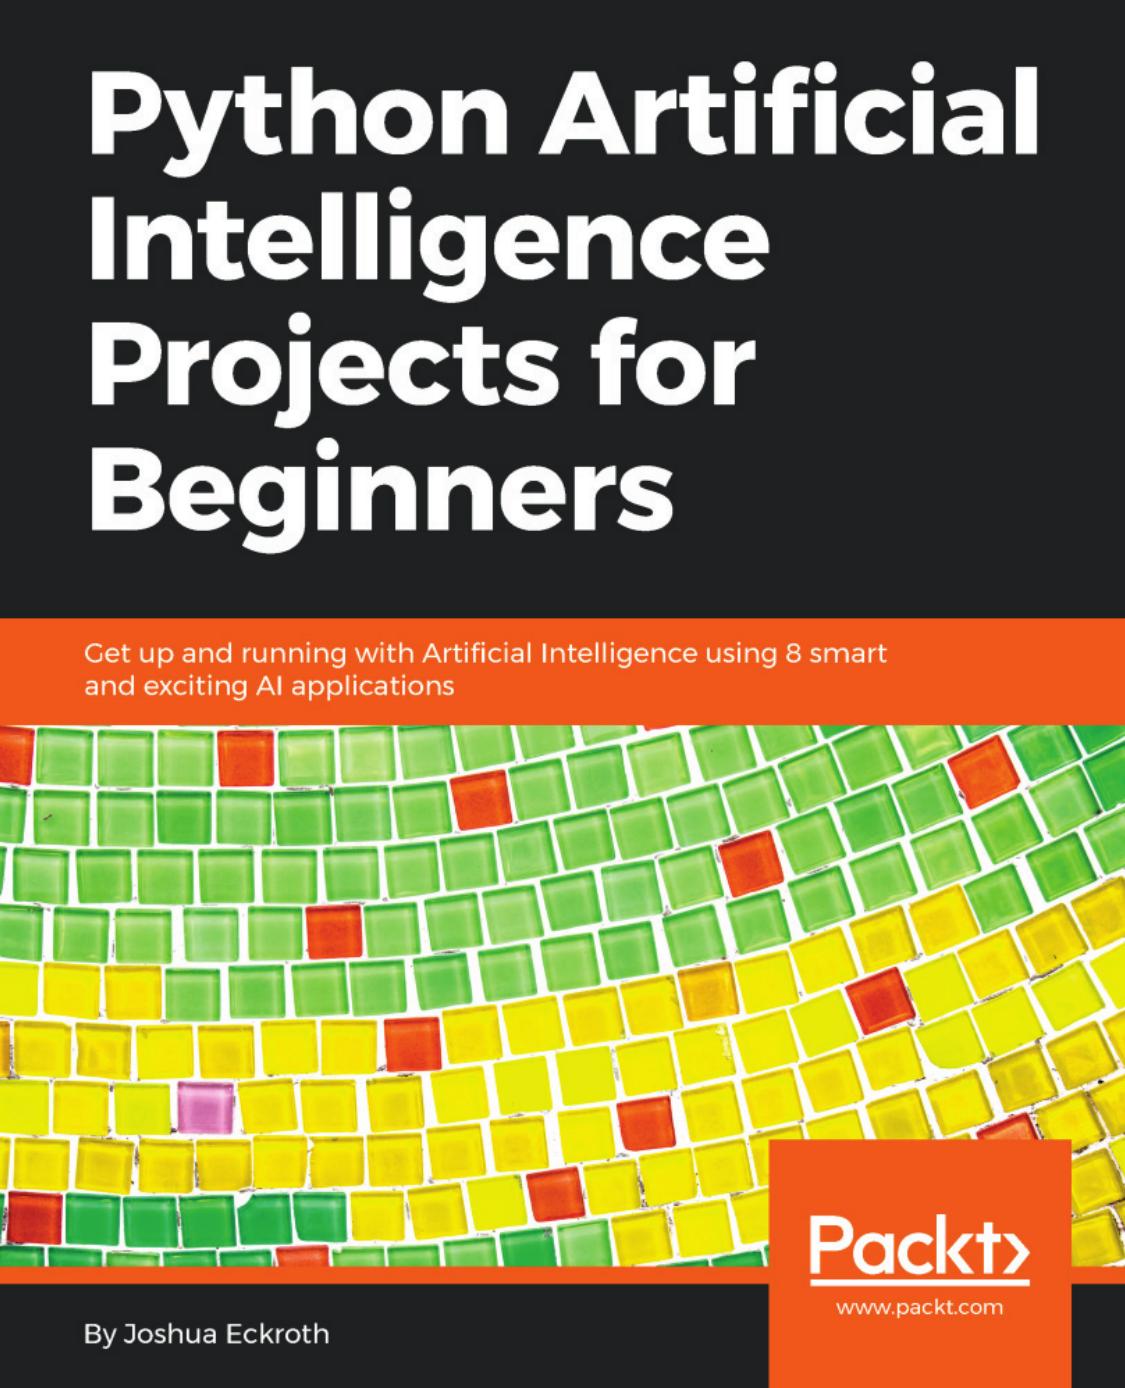 Python Artificial
Intelligence
Projects for
Beginners
Get up and running with Artificial Intelligence using 8 smart
and exciting AI applications
Packt>
www.packt.com
By Joshua Eckroth